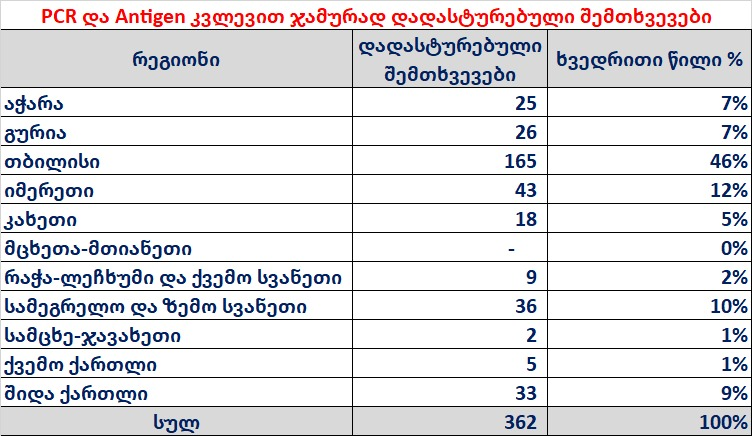 PCR და Antigen კვლევით ჯამურად დადასტურებული შემთხვევები
რეგიონი დადასტურებული შემთხვევები ხვედრითი წილი %
აჭარა 25 7%
გურია 26 7%
თბილისი 165 46%
იმერეთი 43 12%
კახეთი 18 5%
მცხეთა-მთიანეთი - 0%
რაჭა-ლეჩხუმი და ქვემო სვანეთი 9 2%
სამეგრელო და ზემო სვანეთი 36 10%
სამცხე-ჯავახეთი 2 1%
ქვემო ქართლი 5 1%
შიდა ქართლი 33 9%
სულ 362 100%